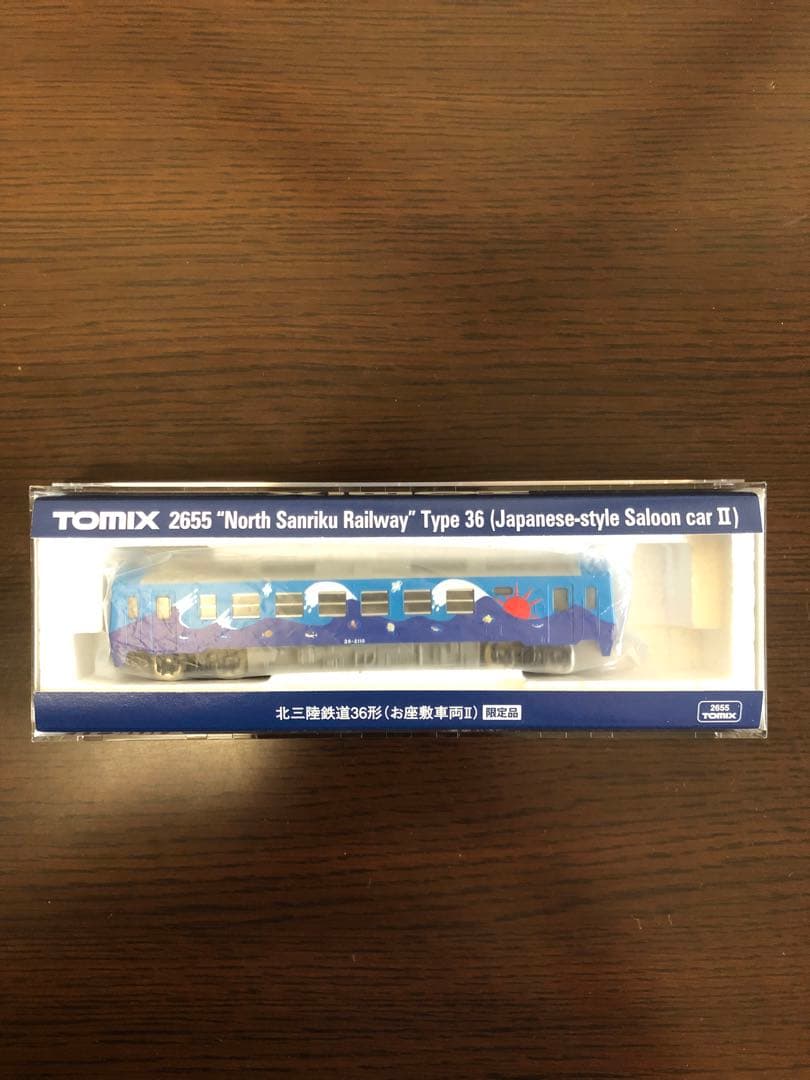 TOMIX 2655 "North Sanriku Railway" Type 36 (Japanese-style Saloon car Ⅱ)
北三陸鉄道36形(お座敷車両Ⅱ) 限定品
2655
TOMIX